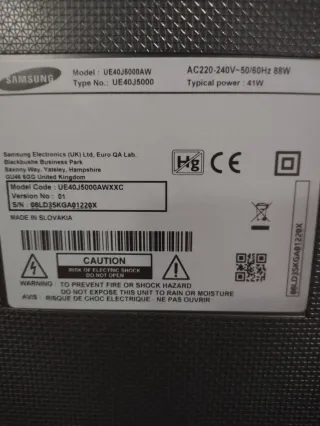 SAMSUNG
Model : UE40J5000AW
Type No. : UE40J5000
AC220-240V~50/60Hz 88W
Typical power : 41W
Samsung Electronics (UK) Ltd, Euro QA Lab.
Blackbushe Business Park
Saxony Way, Yateley, Hampshire
GU46 6GG United Kingdom
Hg
CE
Model Code : UE40J5000AWXXC
Version No : 01
S/N : 08LD3SKGA01220X
MADE IN SLOVAKIA
08LD3SKGA01220X
CAUTION
RISK OF ELECTRIC SHOCK
DO NOT OPEN
WARNING : TO PREVENT FIRE OR SHOCK HAZARD
DO NOT EXPOSE THIS UNIT TO RAIN OR MOISTURE
AVIS : RISQUE DE CHOC ELECTRIQUE - NE PAS OUVRIR